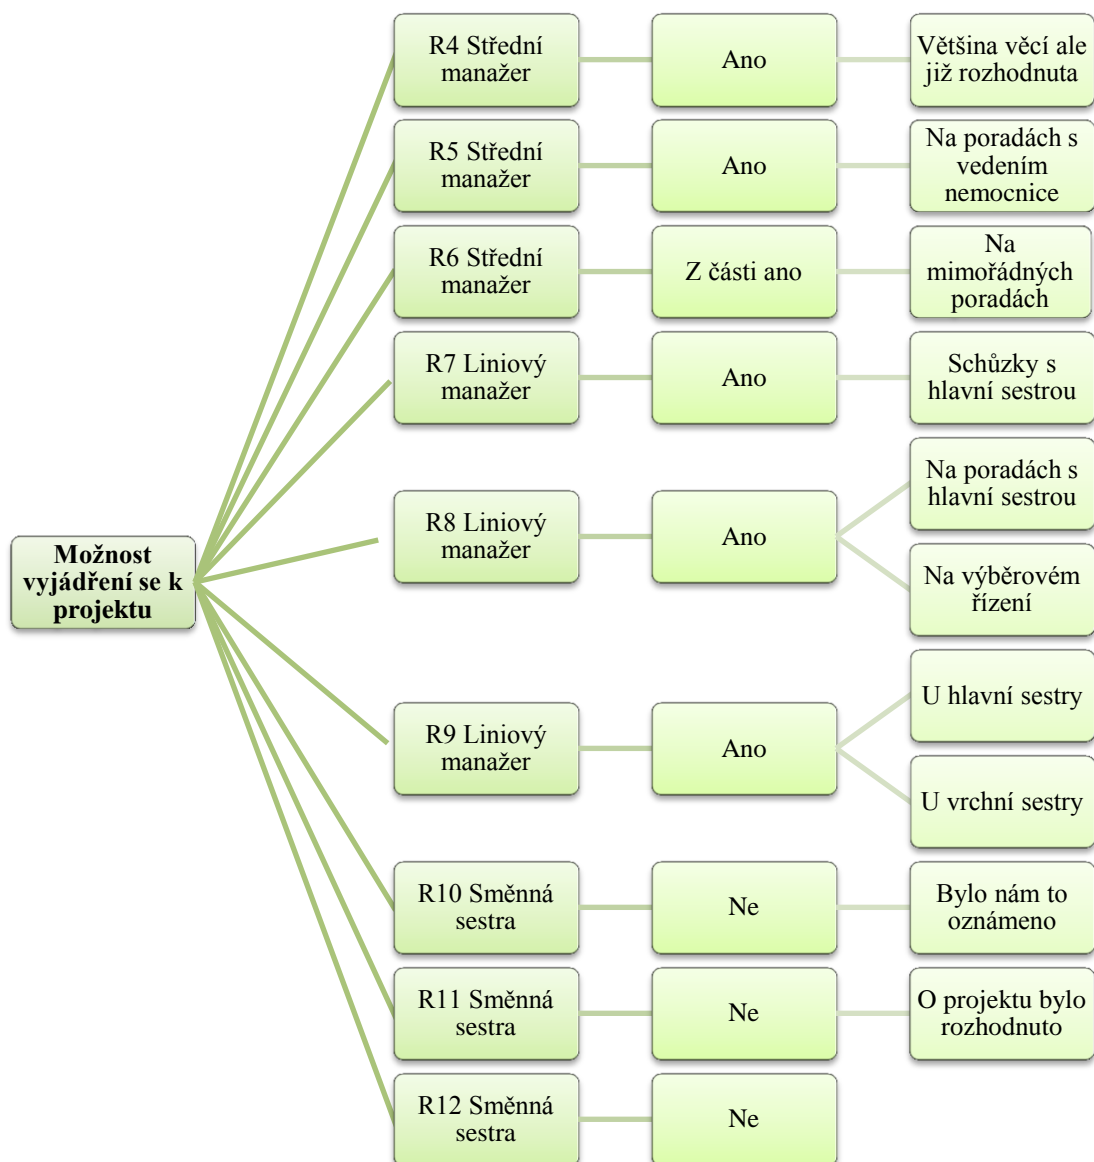 Možnost
vyjádření se k
projektu
R4 Střední
manažer
Ano
Většina věcí ale
již rozhodnuta
R5 Střední
manažer
Ano
Na poradách s
vedením
nemocnice
R6 Střední
manažer
Z části ano
Na
mimořádných
poradách
R7 Liniový
manažer
Ano
Schůzky s
hlavní sestrou
R8 Liniový
manažer
Ano
Na poradách s
hlavní sestrou
Na výběrovém
řízení
R9 Liniový
manažer
Ano
U hlavní sestry
U vrchní sestry
R10 Směnná
sestra
Ne
Bylo nám to
oznámeno
R11 Směnná
sestra
Ne
O projektu bylo
rozhodnuto
R12 Směnná
sestra
Ne